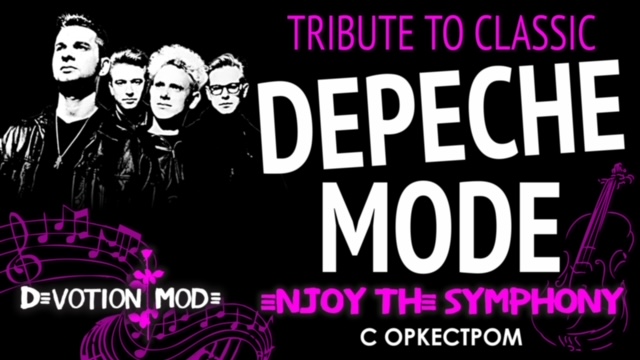 TRIBUTE TO CLASSIC
DEPECHE
MODE
DEVOTION MODE
ENJOY THE SYMPHONY
С ОРКЕСТРОМ